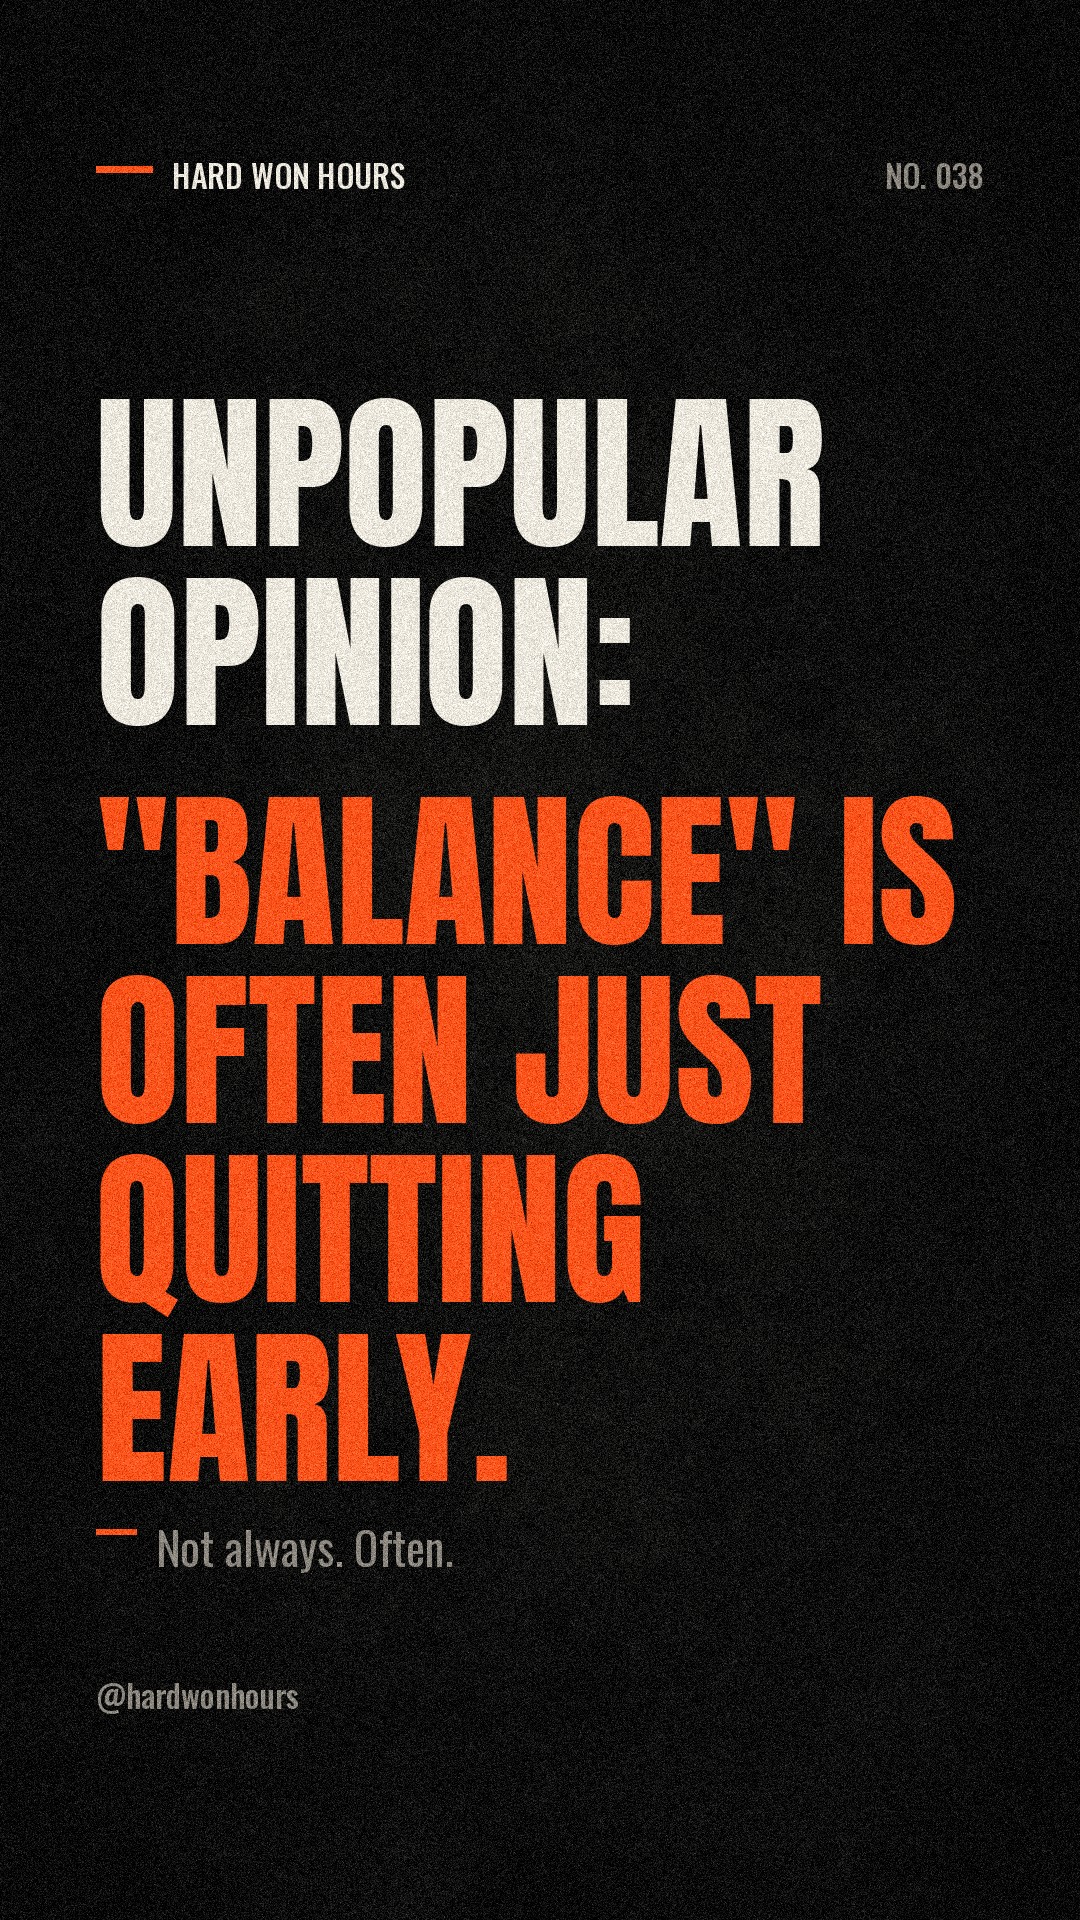 HARD WON HOURS
NO. 038
UNPOPULAR
OPINION:
"BALANCE" IS
OFTEN JUST
QUITTING
EARLY.
Not always. Often.
@hardwonhours